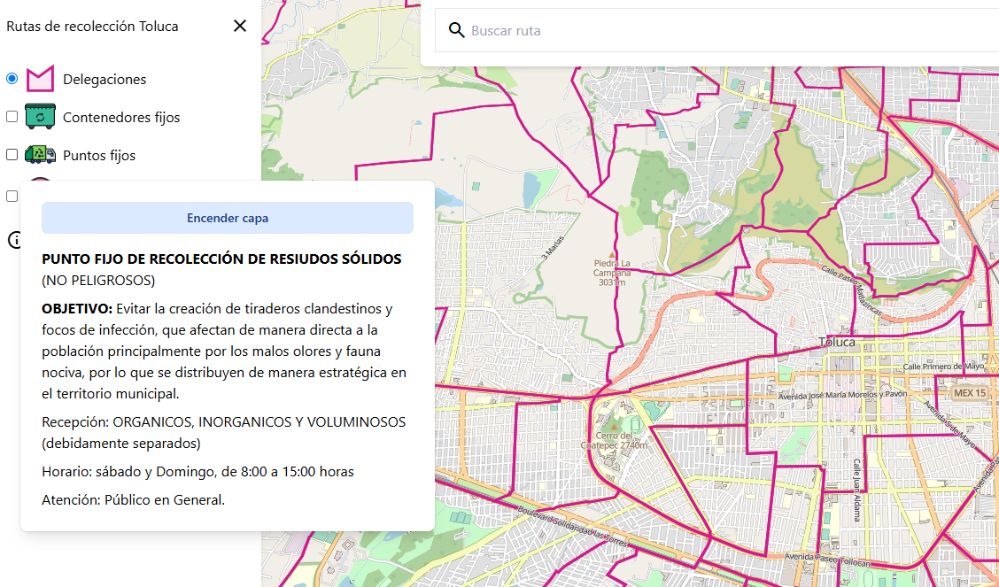 Rutas de recolección Toluca
Buscar ruta
Delegaciones
Contenedores fijos
Puntos fijos
Encender capa
PUNTO FIJO DE RECOLECCIÓN DE RESIUDOS SÓLIDOS
(NO PELIGROSOS)
OBJETIVO: Evitar la creación de tiraderos clandestinos y
focos de infección, que afectan de manera directa a la
población principalmente por los malos olores y fauna
nociva, por lo que se distribuyen de manera estratégica en
el territorio municipal.
Recepción: ORGANICOS, INORGANICOS Y VOLUMINOSOS
(debidamente separados)
Horario: sábado y Domingo, de 8:00 a 15:00 horas
Atención: Público en General.
3 Marías
Piedra La
Campana
3031m
Calle Paseo Matlazincas
Toluca
Calle Primero de Mayo
MEX 15
Avenida José María Morelos y Pavón
Avenida 5 de Mayo
Cerro del
Coatepec 2740m
Calle Juan Aldama
Avenida Pas
Boulevard Solidaridad las Torres
Avenida Paseo Tollocan